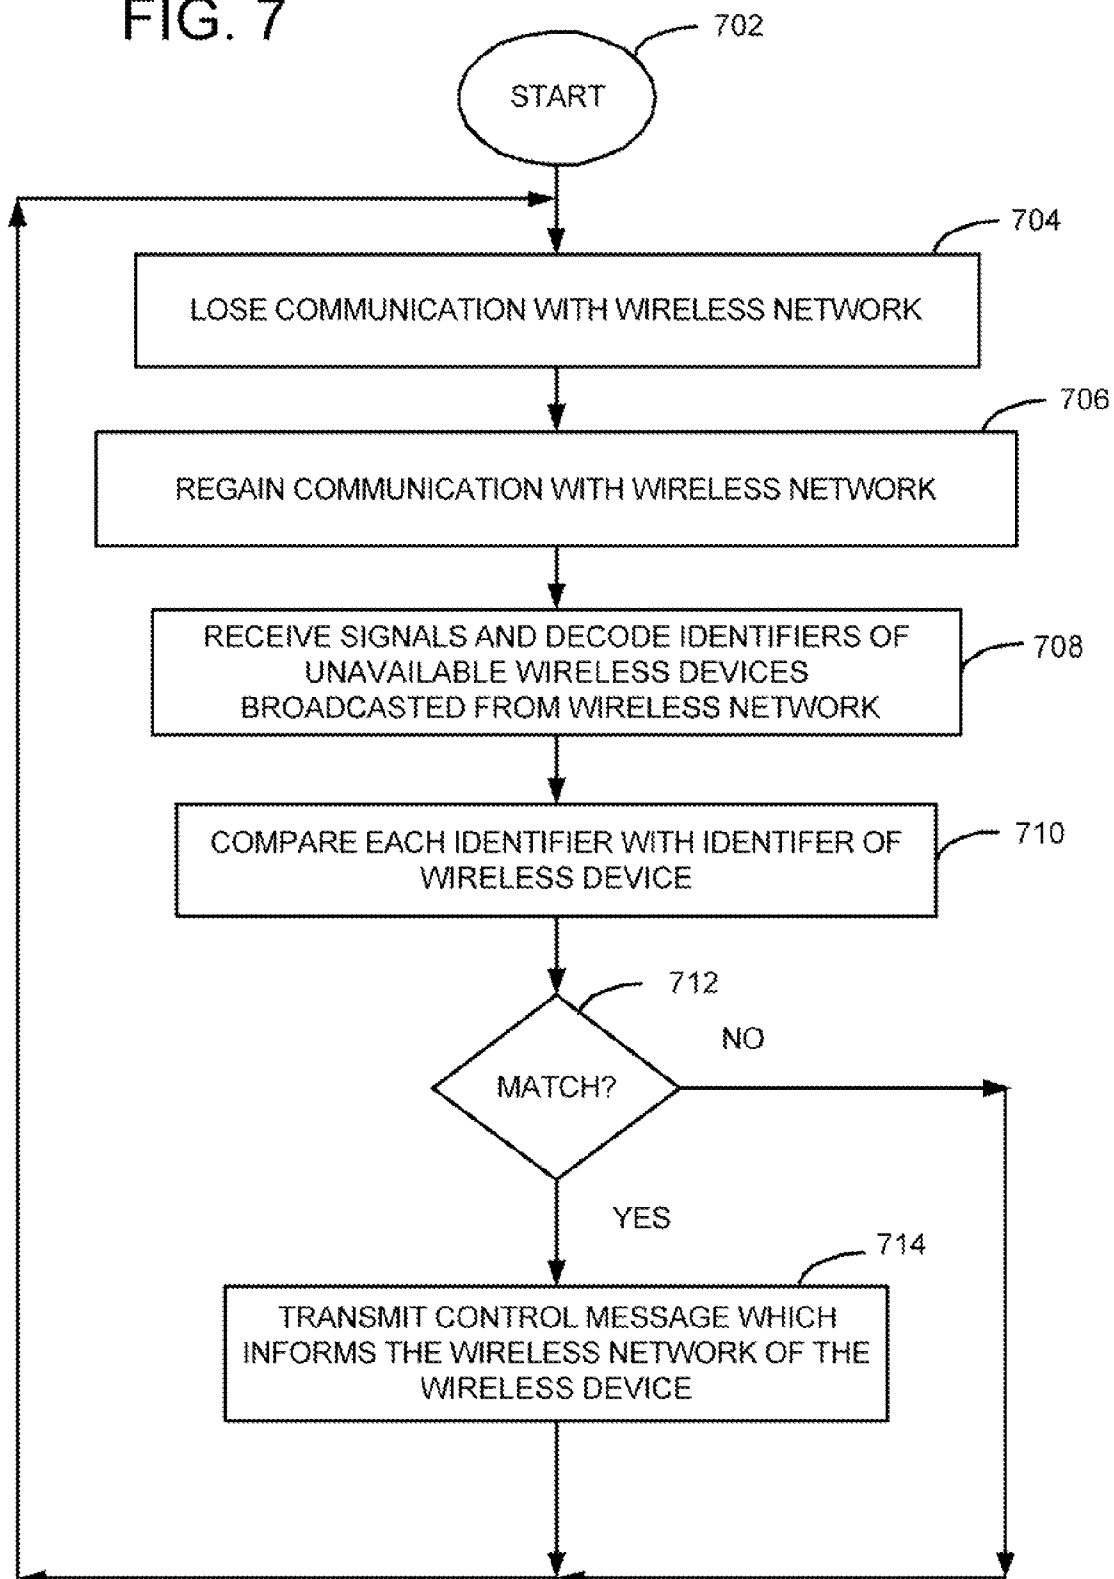 FIG. 7
702
START
704
LOSE COMMUNICATION WITH WIRELESS NETWORK
706
REGAIN COMMUNICATION WITH WIRELESS NETWORK
RECEIVE SIGNALS AND DECODE IDENTIFIERS OF
UNAVAILABLE WIRELESS DEVICES
BROADCASTED FROM WIRELESS NETWORK
708
COMPARE EACH IDENTIFIER WITH IDENTIFER OF
WIRELESS DEVICE
710
712
NO
MATCH?
YES
714
TRANSMIT CONTROL MESSAGE WHICH
INFORMS THE WIRELESS NETWORK OF THE
WIRELESS DEVICE